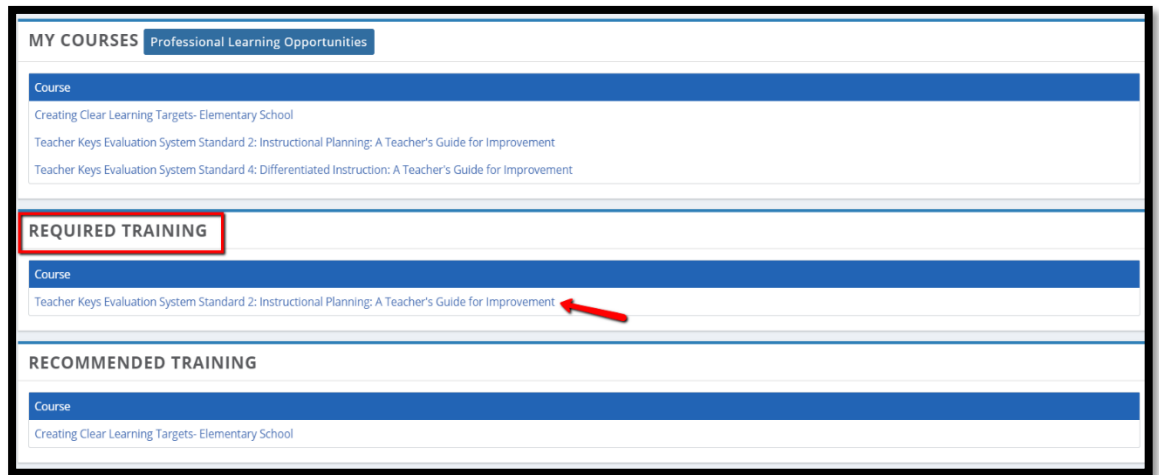 MY COURSES Professional Learning Opportunities
Course
Creating Clear Learning Targets- Elementary School
Teacher Keys Evaluation System Standard 2: Instructional Planning: A Teacher's Guide for Improvement
Teacher Keys Evaluation System Standard 4: Differentiated Instruction: A Teacher's Guide for Improvement
REQUIRED TRAINING
Course
Teacher Keys Evaluation System Standard 2: Instructional Planning: A Teacher's Guide for Improvement
RECOMMENDED TRAINING
Course
Creating Clear Learning Targets- Elementary School